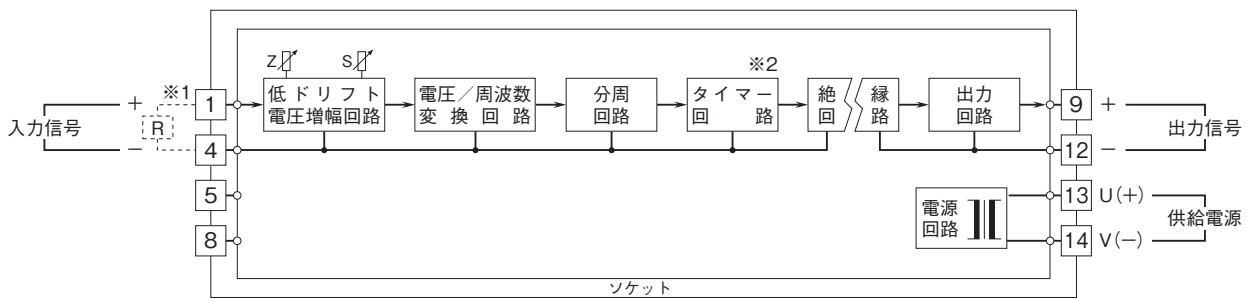 入力信号
＋
－
※1
R
1
4
5
8
Z
S
低ドリフト
電圧増幅回路
電圧／周波数
変換回路
分周
回路
※2
タイマー
回路
絶縁
回路
出力
回路
9
＋
12
－
出力信号
電源
回路
13
U（＋）
14
V（－）
供給電源
ソケット